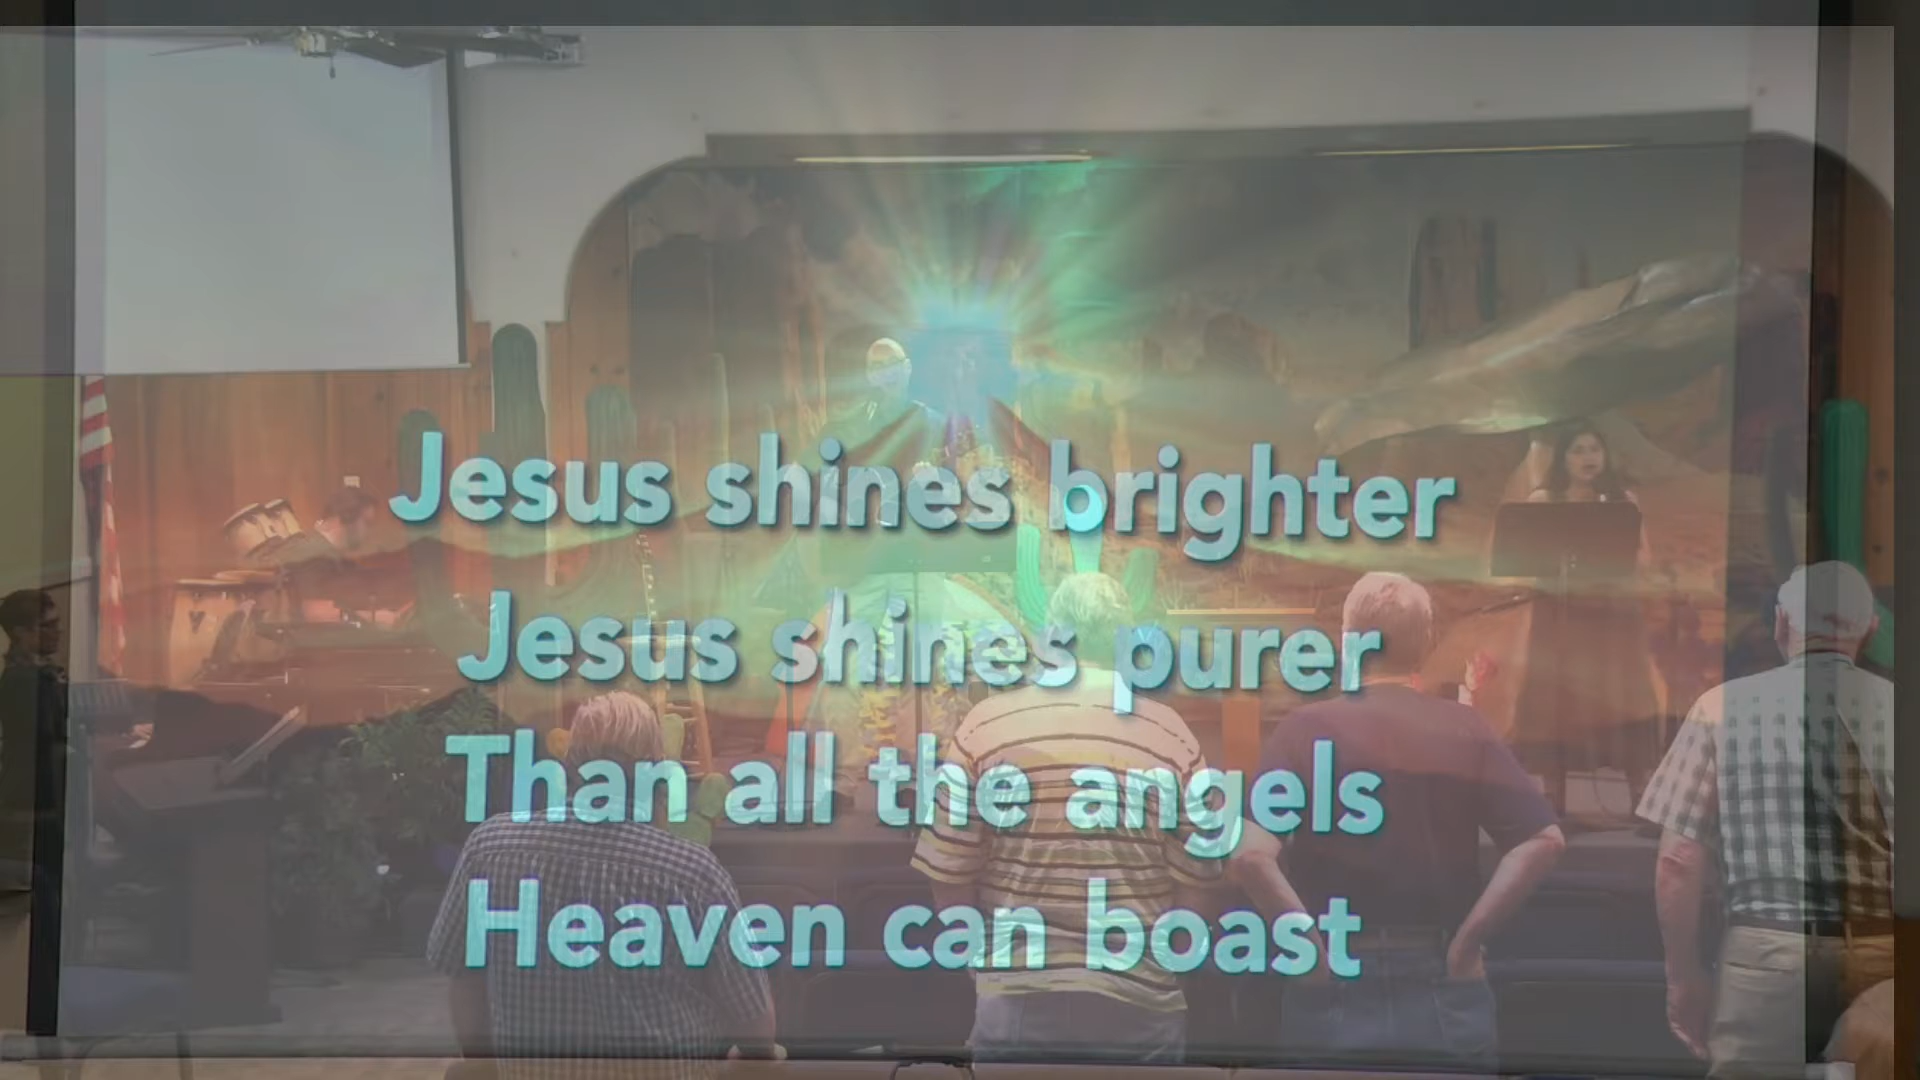 Jesus shines brighter
Jesus shines purer
Than all the angels
Heaven can boast